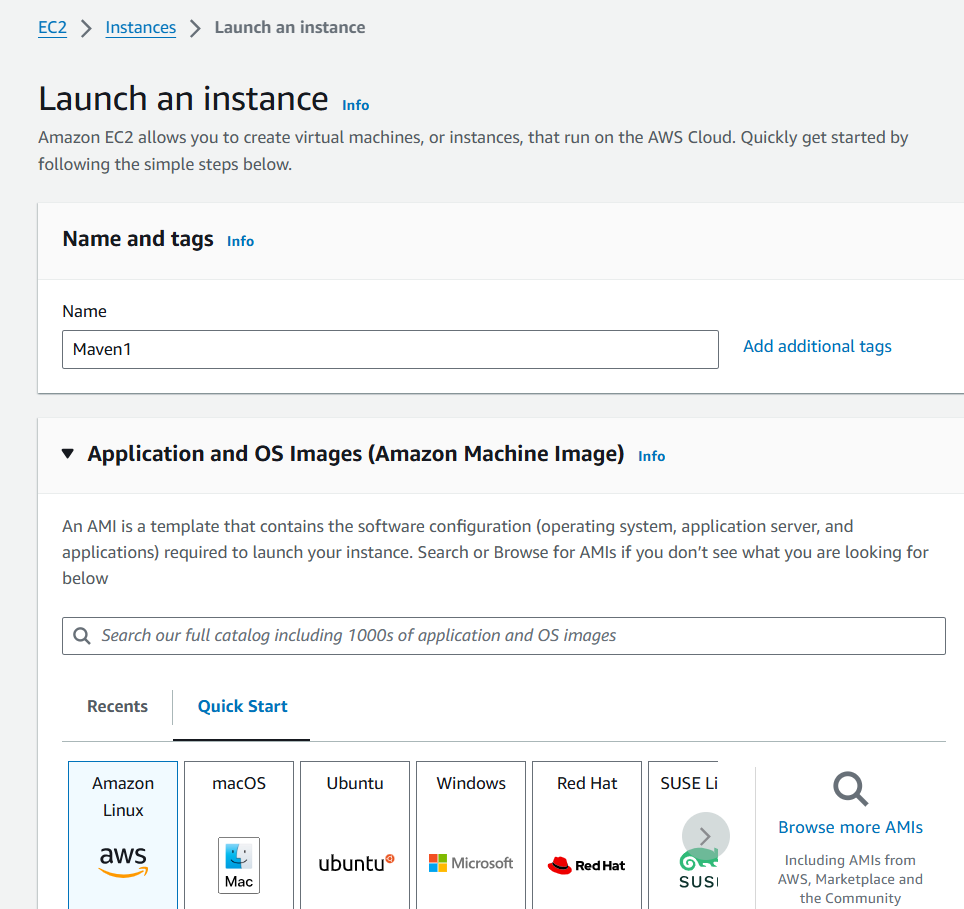 EC2 > Instances > Launch an instance
Launch an instance Info
Amazon EC2 allows you to create virtual machines, or instances, that run on the AWS Cloud. Quickly get started by
following the simple steps below.
Name and tags Info
Name
Maven1
Add additional tags
Application and OS Images (Amazon Machine Image) Info
An AMI is a template that contains the software configuration (operating system, application server, and
applications) required to launch your instance. Search or Browse for AMIs if you don’t see what you are looking for
below
Search our full catalog including 1000s of application and OS images
Recents
Quick Start
Amazon
Linux
aws
macOS
Mac
Ubuntu
ubuntu
Windows
Microsoft
Red Hat
Red Hat
SUSE Li
SUS
Browse more AMIs
Including AMIs from
AWS, Marketplace and
the Community